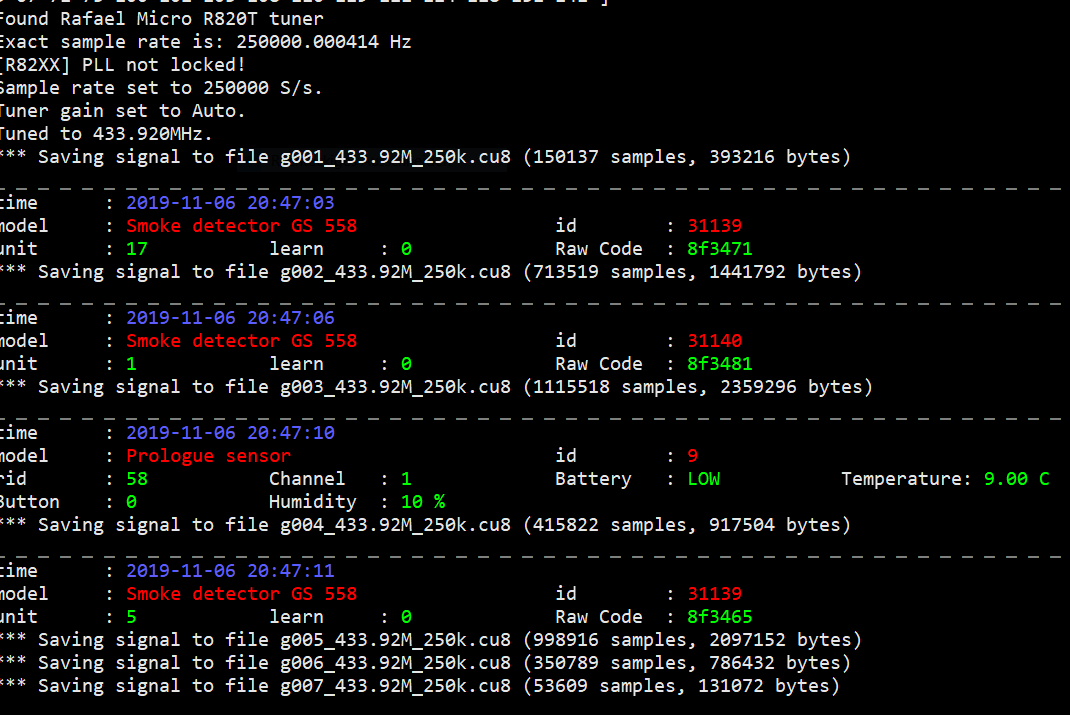 Found Rafael Micro R820T tuner
Exact sample rate is: 250000.000414 Hz
[R82XX] PLL not locked!
Sample rate set to 250000 S/s.
Tuner gain set to Auto.
Tuned to 433.920MHz.
*** Saving signal to file g001_433.92M_250k.cu8 (150137 samples, 393216 bytes)
_ _ _ _ _ _ _ _ _ _ _ _ _ _ _ _ _ _ _ _ _ _ _ _ _ _ _ _ _ _ _ _ _ _ _ _ _ _ _ _ _ _ _ _ _ _ _ _ _
time : 2019-11-06 20:47:03
model : Smoke detector GS 558 id : 31139
unit : 17 learn : 0 Raw Code : 8f3471
*** Saving signal to file g002_433.92M_250k.cu8 (713519 samples, 1441792 bytes)
_ _ _ _ _ _ _ _ _ _ _ _ _ _ _ _ _ _ _ _ _ _ _ _ _ _ _ _ _ _ _ _ _ _ _ _ _ _ _ _ _ _ _ _ _ _ _ _ _
time : 2019-11-06 20:47:06
model : Smoke detector GS 558 id : 31140
unit : 1 learn : 0 Raw Code : 8f3481
*** Saving signal to file g003_433.92M_250k.cu8 (1115518 samples, 2359296 bytes)
_ _ _ _ _ _ _ _ _ _ _ _ _ _ _ _ _ _ _ _ _ _ _ _ _ _ _ _ _ _ _ _ _ _ _ _ _ _ _ _ _ _ _ _ _ _ _ _ _
time : 2019-11-06 20:47:10
model : Prologue sensor id : 9
rid : 58 Channel : 1 Battery : LOW Temperature: 9.00 C
Button : 0 Humidity : 10 %
*** Saving signal to file g004_433.92M_250k.cu8 (415822 samples, 917504 bytes)
_ _ _ _ _ _ _ _ _ _ _ _ _ _ _ _ _ _ _ _ _ _ _ _ _ _ _ _ _ _ _ _ _ _ _ _ _ _ _ _ _ _ _ _ _ _ _ _ _
time : 2019-11-06 20:47:11
model : Smoke detector GS 558 id : 31139
unit : 5 learn : 0 Raw Code : 8f3465
*** Saving signal to file g005_433.92M_250k.cu8 (998916 samples, 2097152 bytes)
*** Saving signal to file g006_433.92M_250k.cu8 (350789 samples, 786432 bytes)
*** Saving signal to file g007_433.92M_250k.cu8 (53609 samples, 131072 bytes)